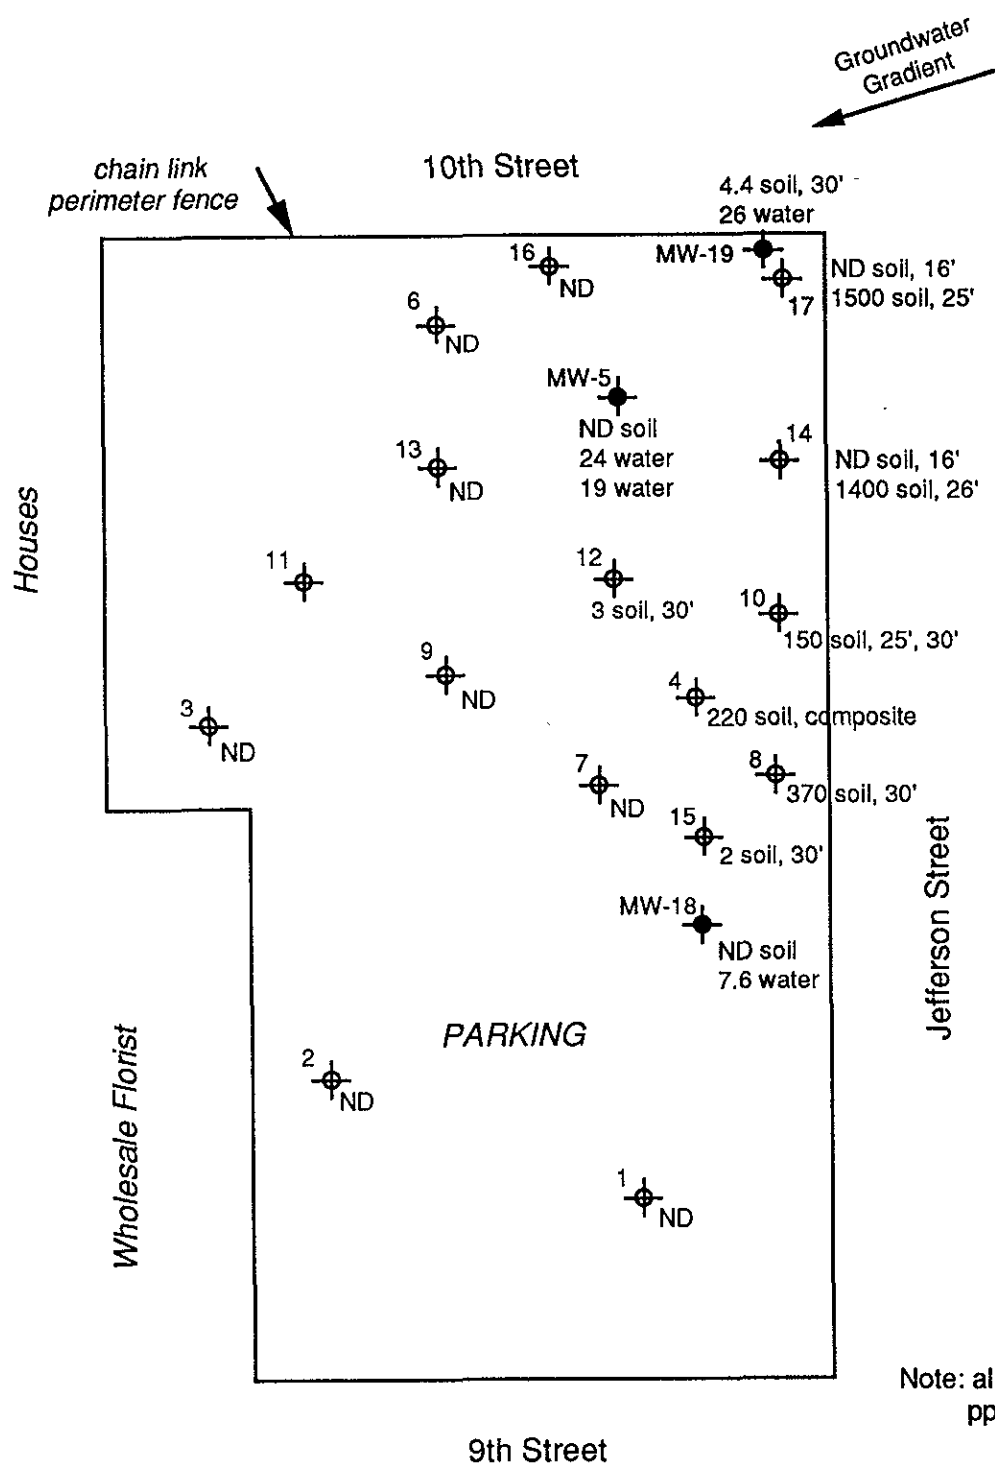 Groundwater
Gradient
chain link
perimeter fence
10th Street
4.4 soil, 30'
26 water
MW-19
ND soil, 16'
1500 soil, 25'
17
16
ND
6
ND
MW-5
ND soil
24 water
19 water
14
ND soil, 16'
1400 soil, 26'
13
ND
Houses
11
12
3 soil, 30'
10
150 soil, 25', 30'
9
ND
4
220 soil, composite
3
ND
7
ND
8
370 soil, 30'
15
2 soil, 30'
MW-18
ND soil
7.6 water
Jefferson Street
PARKING
Wholesale Florist
2
ND
1
ND
Note: al
pp
9th Street